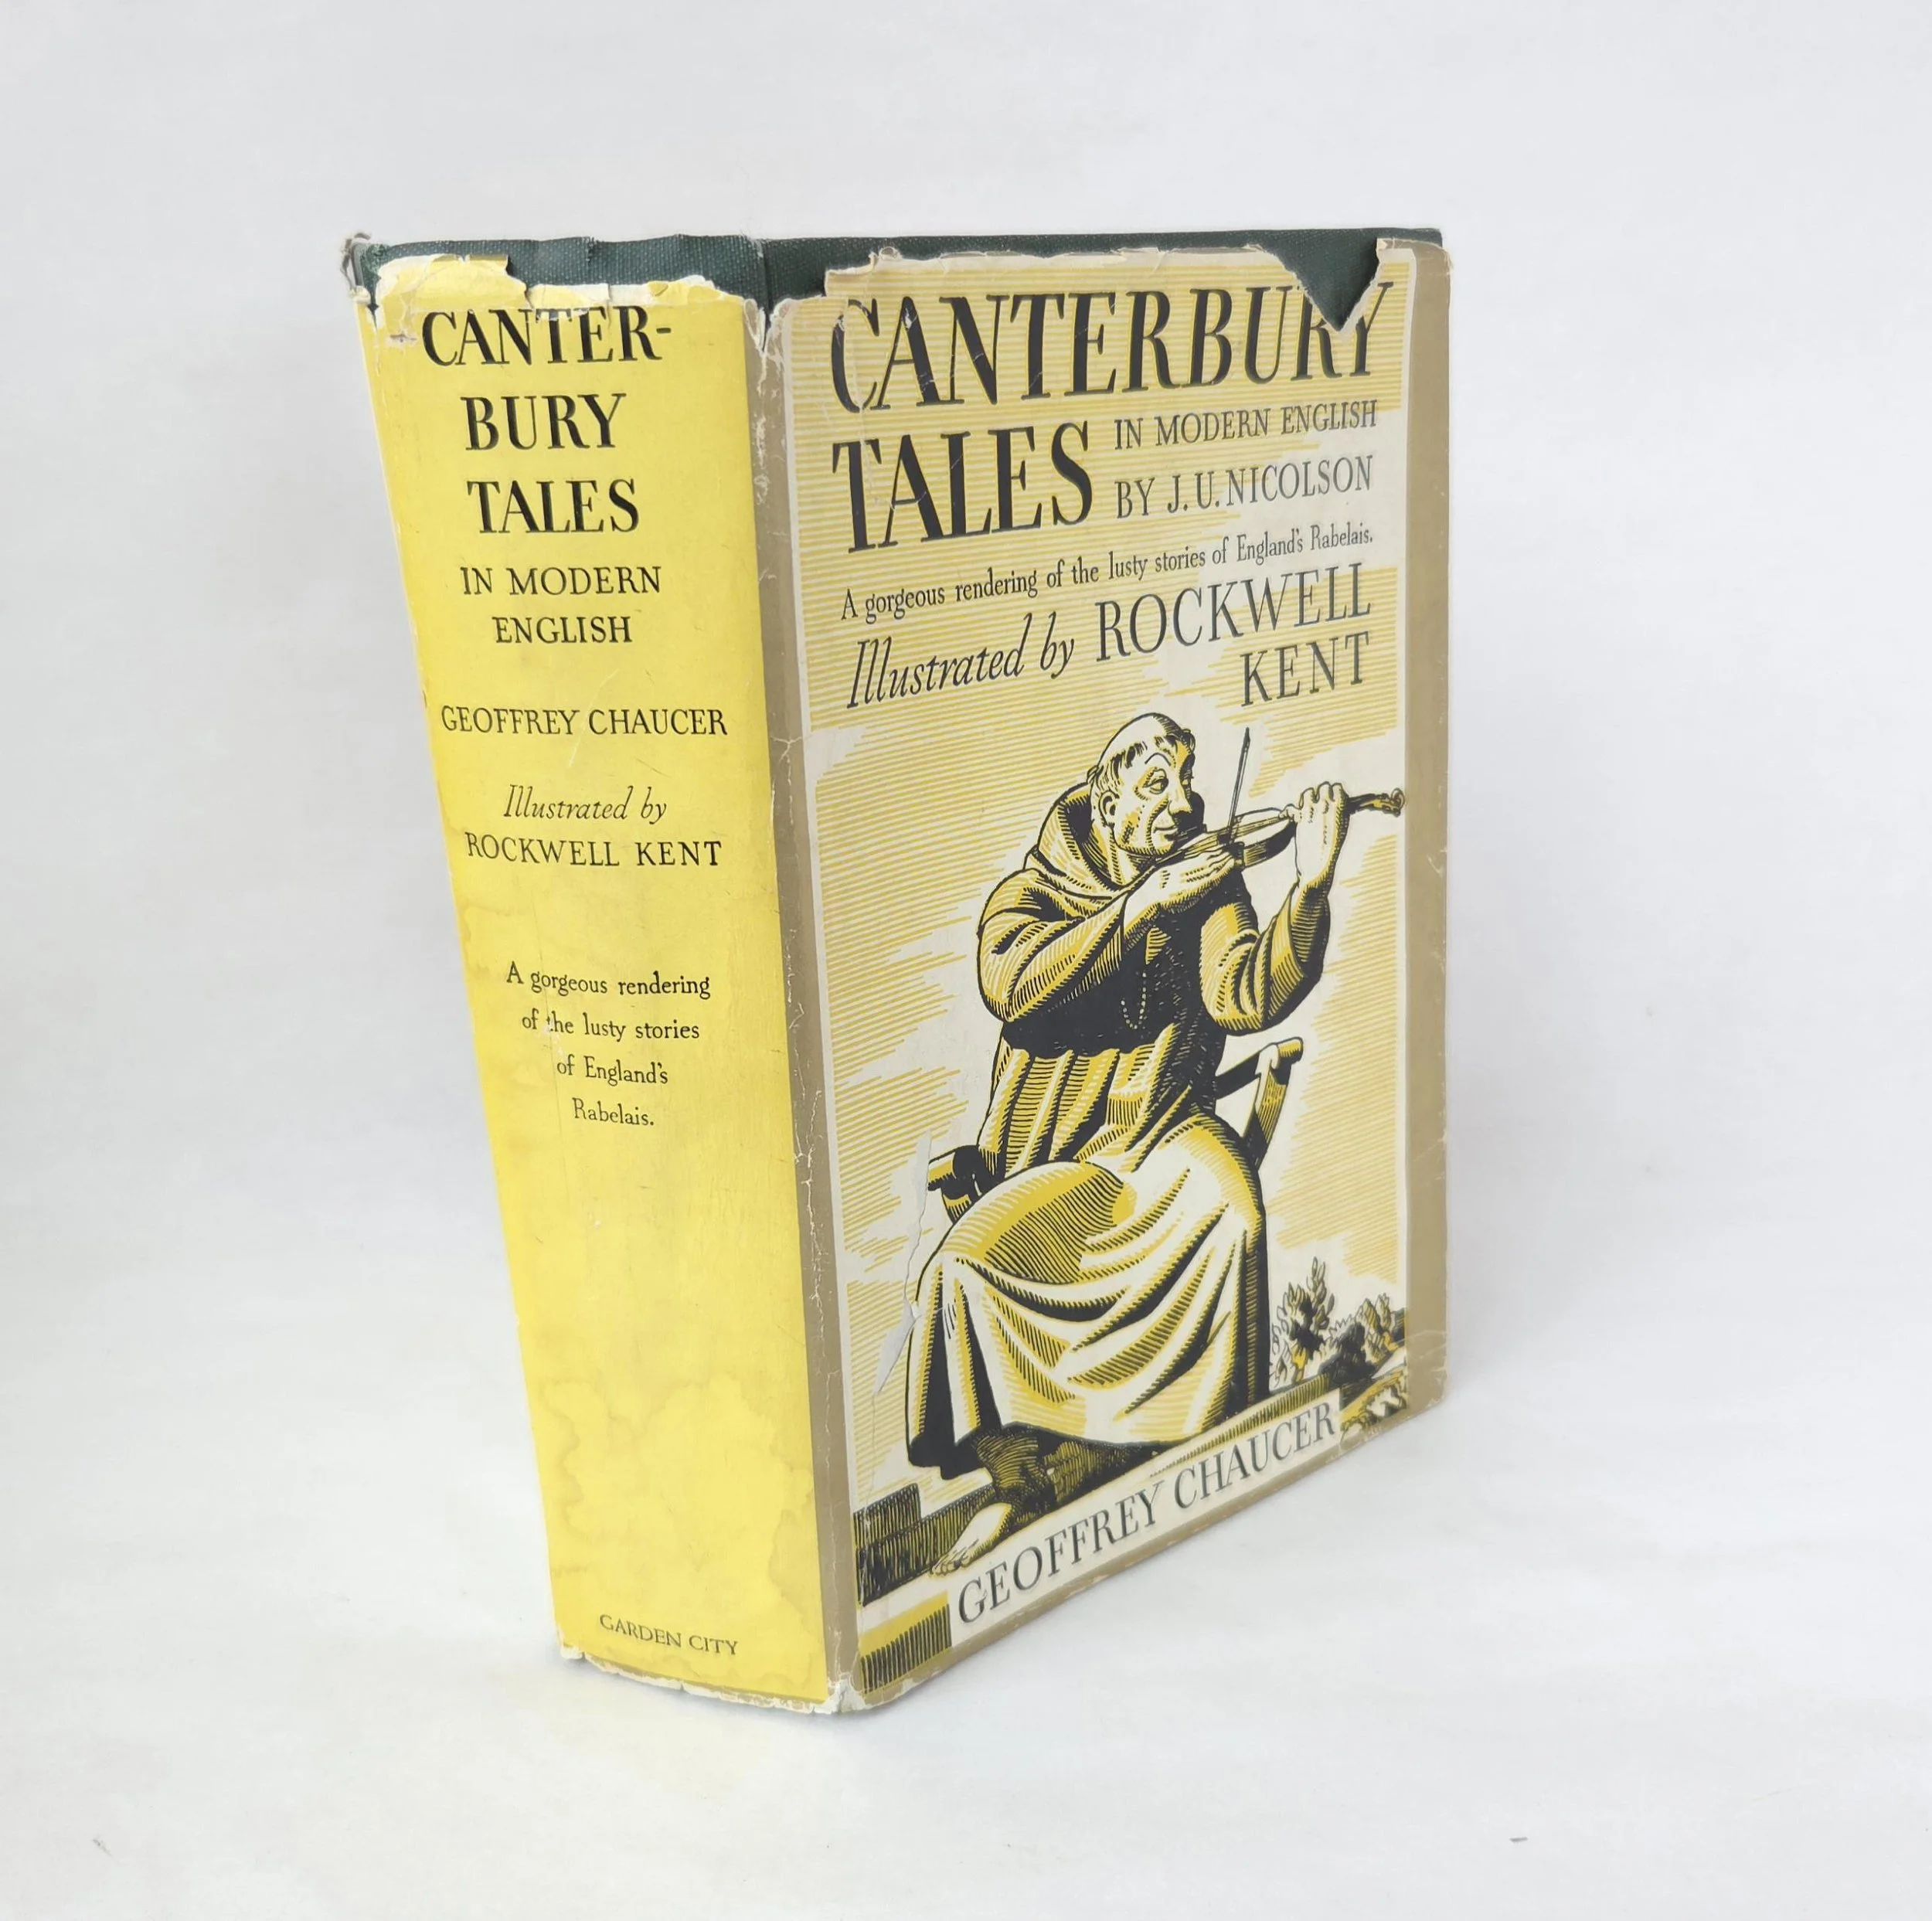 CANTER-
BURY
TALES
IN MODERN
ENGLISH
GEOFFREY CHAUCER
Illustrated by
ROCKWELL KENT
A gorgeous rendering
of the lusty stories
of England's
Rabelais.
GARDEN CITY
CANTERBURY
TALES IN MODERN ENGLISH
BY J. U. NICOLSON
A gorgeous rendering of the lusty stories of England's Rabelais.
Illustrated by ROCKWELL
KENT
GEOFFREY CHAUCER